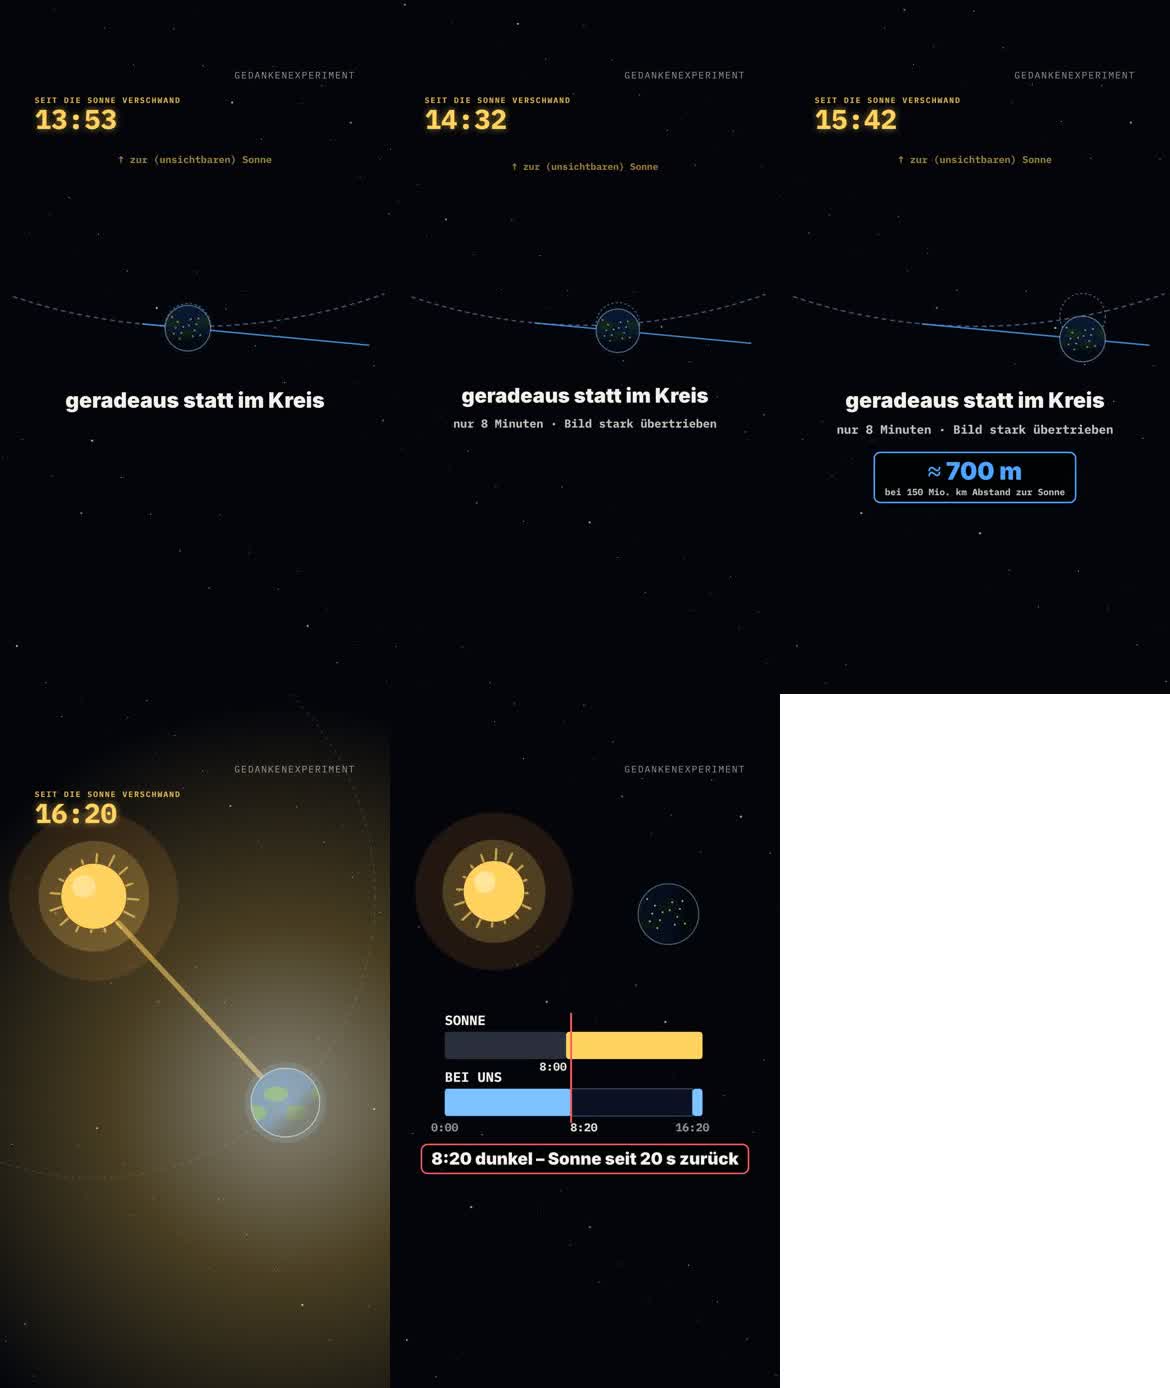 GEDANKENEXPERIMENT
SEIT DIE SONNE VERSCHWAND
13:53
↑ zur (unsichtbaren) Sonne
geradeaus statt im Kreis
GEDANKENEXPERIMENT
SEIT DIE SONNE VERSCHWAND
14:32
↑ zur (unsichtbaren) Sonne
geradeaus statt im Kreis
nur 8 Minuten · Bild stark übertrieben
GEDANKENEXPERIMENT
SEIT DIE SONNE VERSCHWAND
15:42
↑ zur (unsichtbaren) Sonne
geradeaus statt im Kreis
nur 8 Minuten · Bild stark übertrieben
≈ 700 m
bei 150 Mio. km Abstand zur Sonne
GEDANKENEXPERIMENT
SEIT DIE SONNE VERSCHWAND
16:20
GEDANKENEXPERIMENT
SONNE
8:00
BEI UNS
0:00 8:20 16:20
8:20 dunkel – Sonne seit 20 s zurück